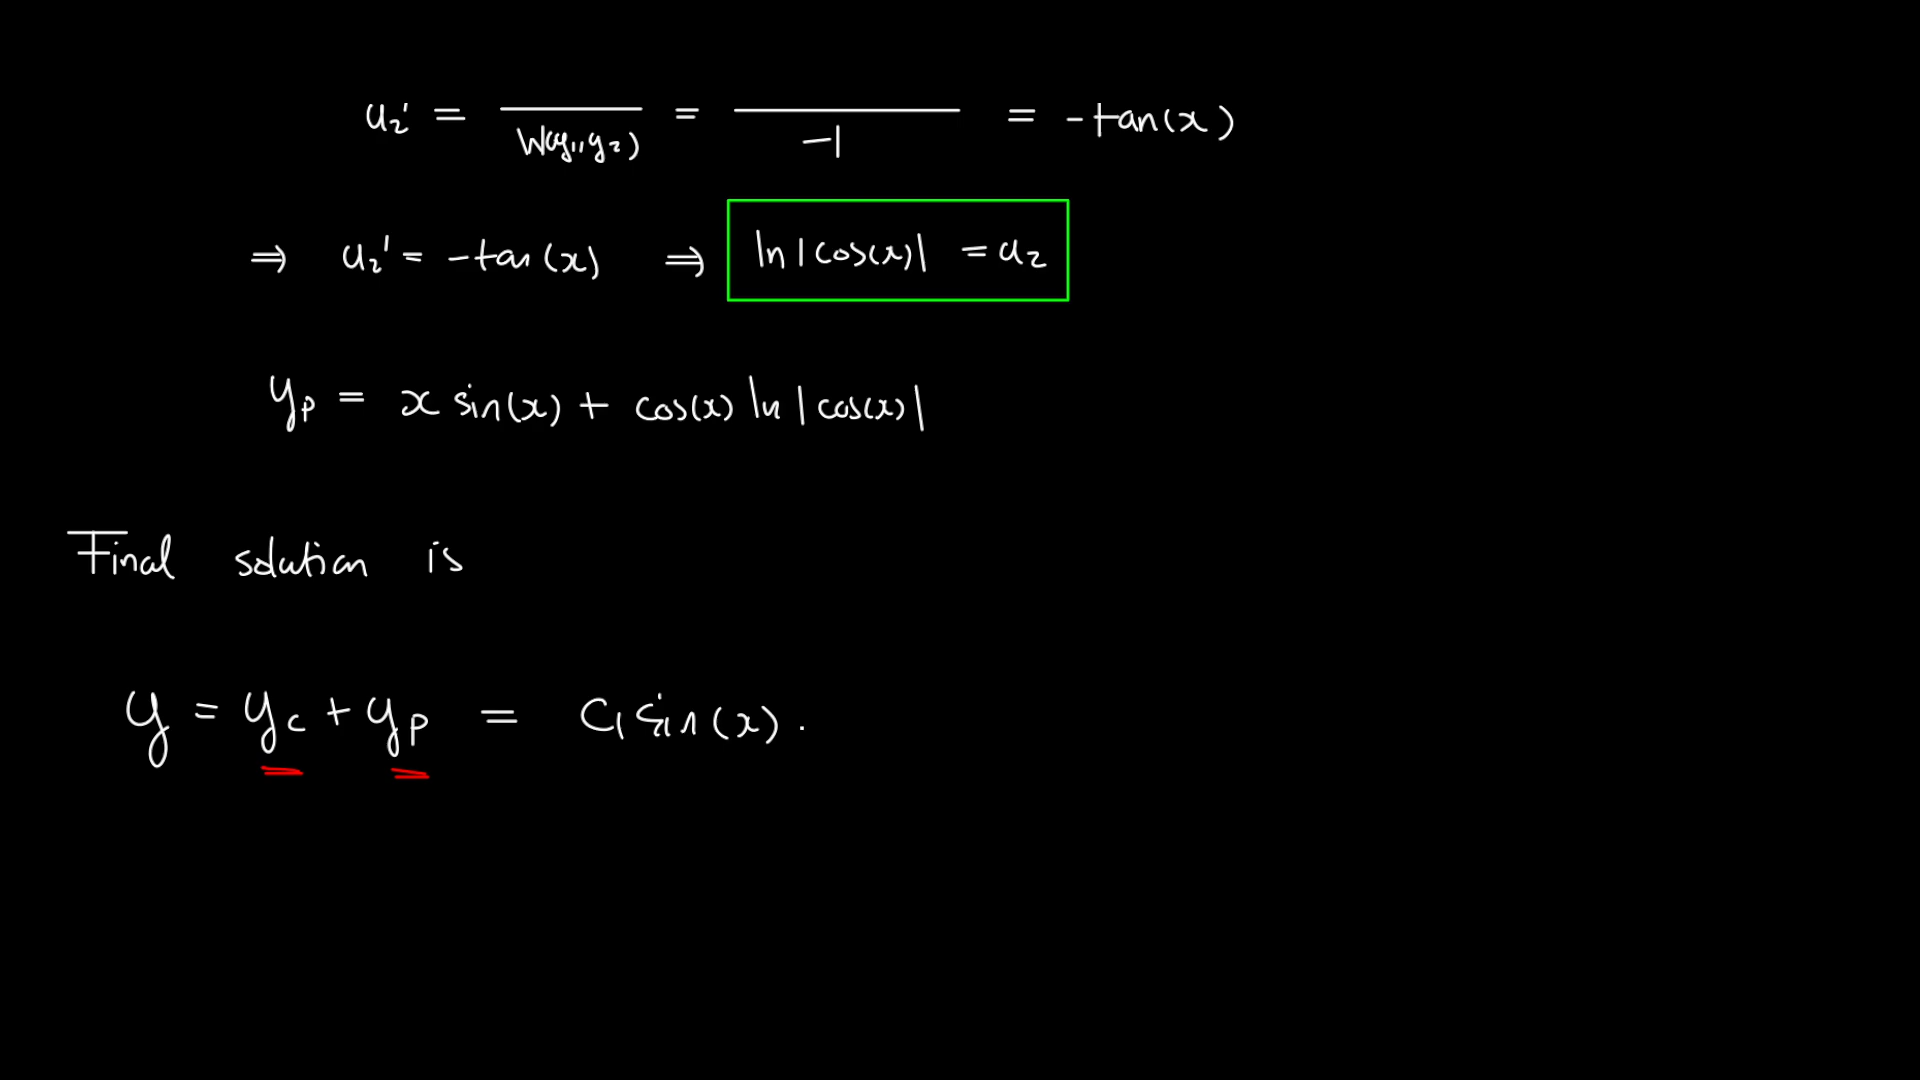 u₂' = ―――― / W(y₁,y₂) = ―――― / -1 = -tan(x)
⇒ u₂' = -tan(x) ⇒ ln|cos(x)| = u₂
yₚ = x sin(x) + cos(x) ln|cos(x)|
Final solution is
y = y_c + yₚ = C₁ sin(x) .